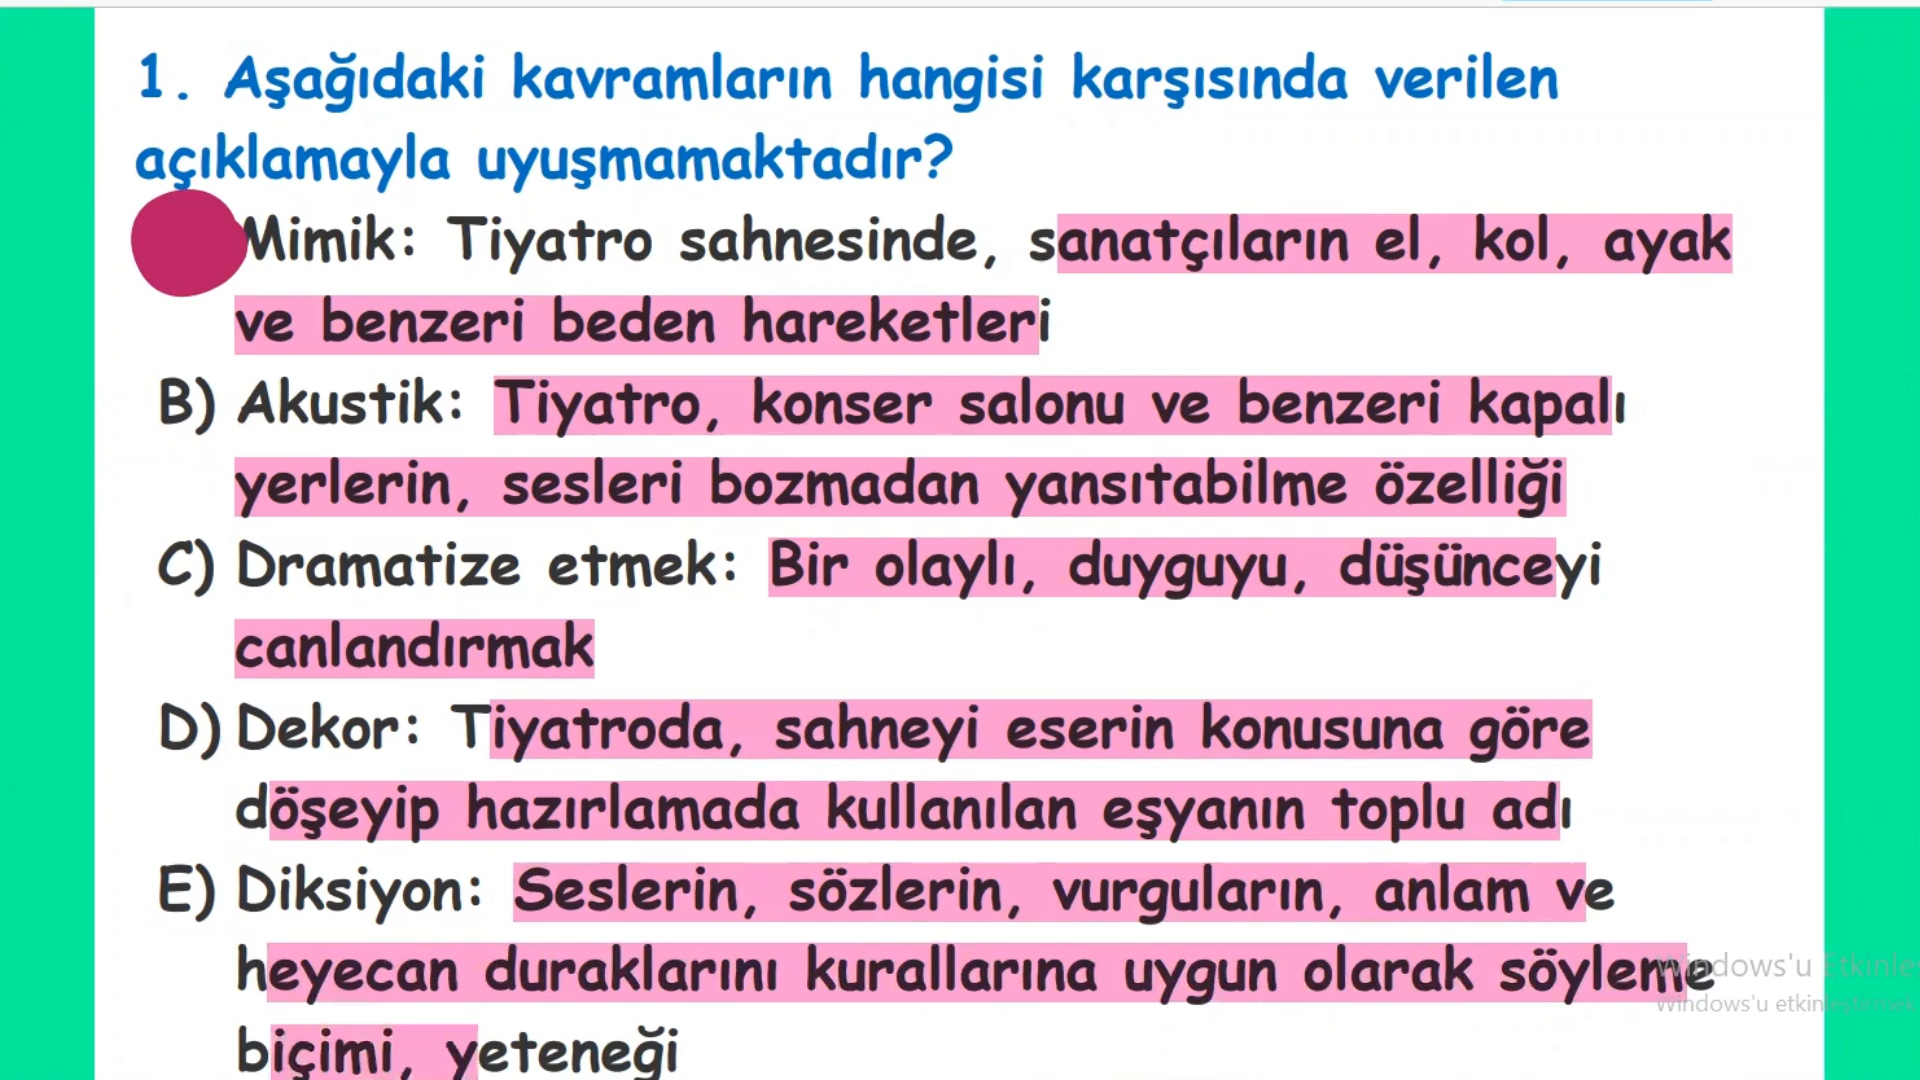 1. Aşağıdaki kavramların hangisi karşısında verilen
açıklamayla uyuşmamaktadır?
Mimik: Tiyatro sahnesinde, sanatçıların el, kol, ayak
ve benzeri beden hareketleri
B) Akustik: Tiyatro, konser salonu ve benzeri kapalı
yerlerin, sesleri bozmadan yansıtabilme özelliği
C) Dramatize etmek: Bir olaylı, duyguyu, düşünceyi
canlandırmak
D) Dekor: Tiyatroda, sahneyi eserin konusuna göre
döşeyip hazırlamada kullanılan eşyanın toplu adı
E) Diksiyon: Seslerin, sözlerin, vurguların, anlam ve
heyecan duraklarını kurallarına uygun olarak söyleme
biçimi, yeteneği
Windows'u
Windows'u